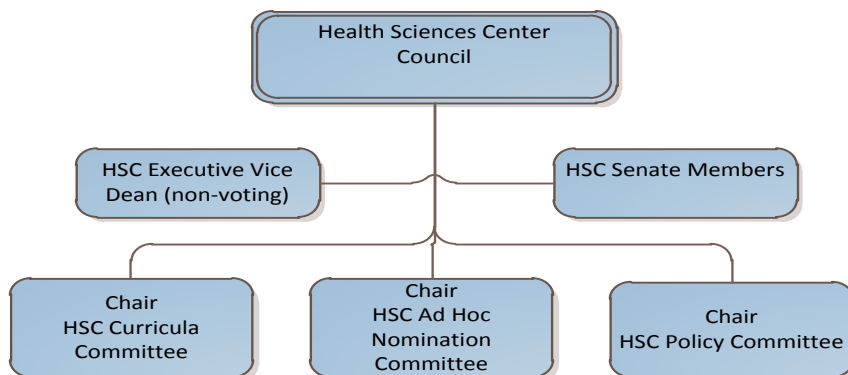 Health Sciences Center
Council
HSC Executive Vice
Dean (non-voting)
HSC Senate Members
Chair
HSC Curricula
Committee
Chair
HSC Ad Hoc
Nomination
Committee
Chair
HSC Policy Committee